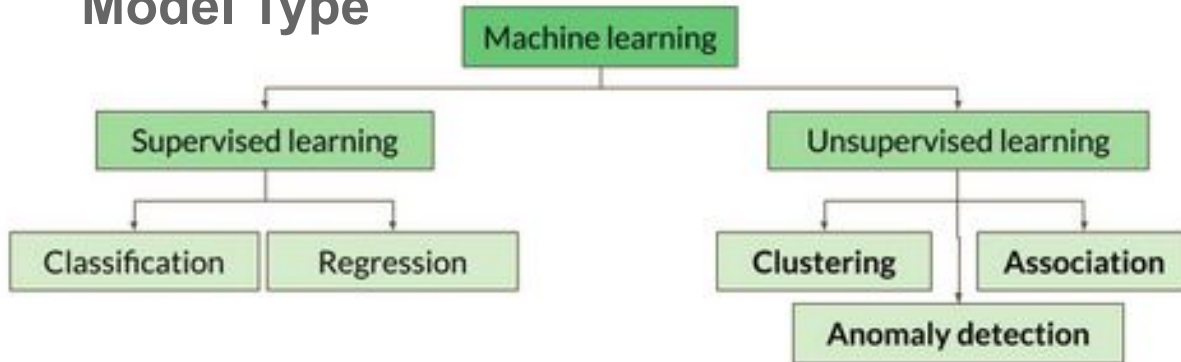 Model Type
Machine learning
Supervised learning
Unsupervised learning
Classification
Regression
Clustering
Association
Anomaly detection